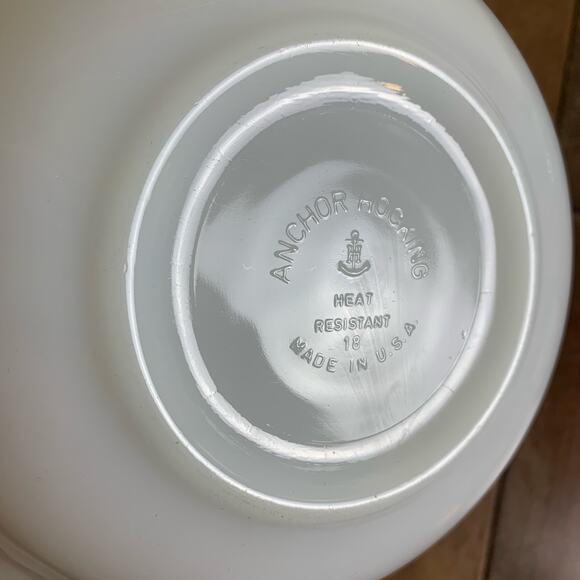 ANCHOR HOCKING
H
HEAT
RESISTANT
18
MADE IN U.S.A.